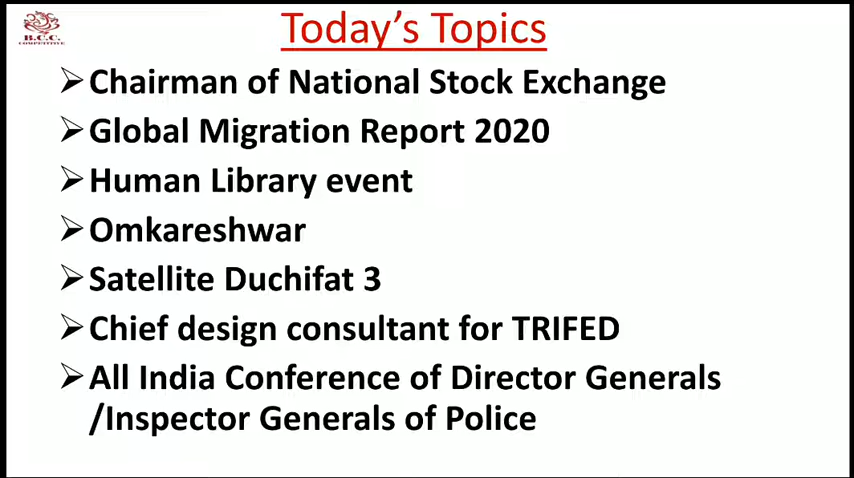 B.C.C.
COMPETITIVE
Today's Topics
➢Chairman of National Stock Exchange
➢Global Migration Report 2020
➢Human Library event
➢Omkareshwar
➢Satellite Duchifat 3
➢Chief design consultant for TRIFED
➢All India Conference of Director Generals
/Inspector Generals of Police